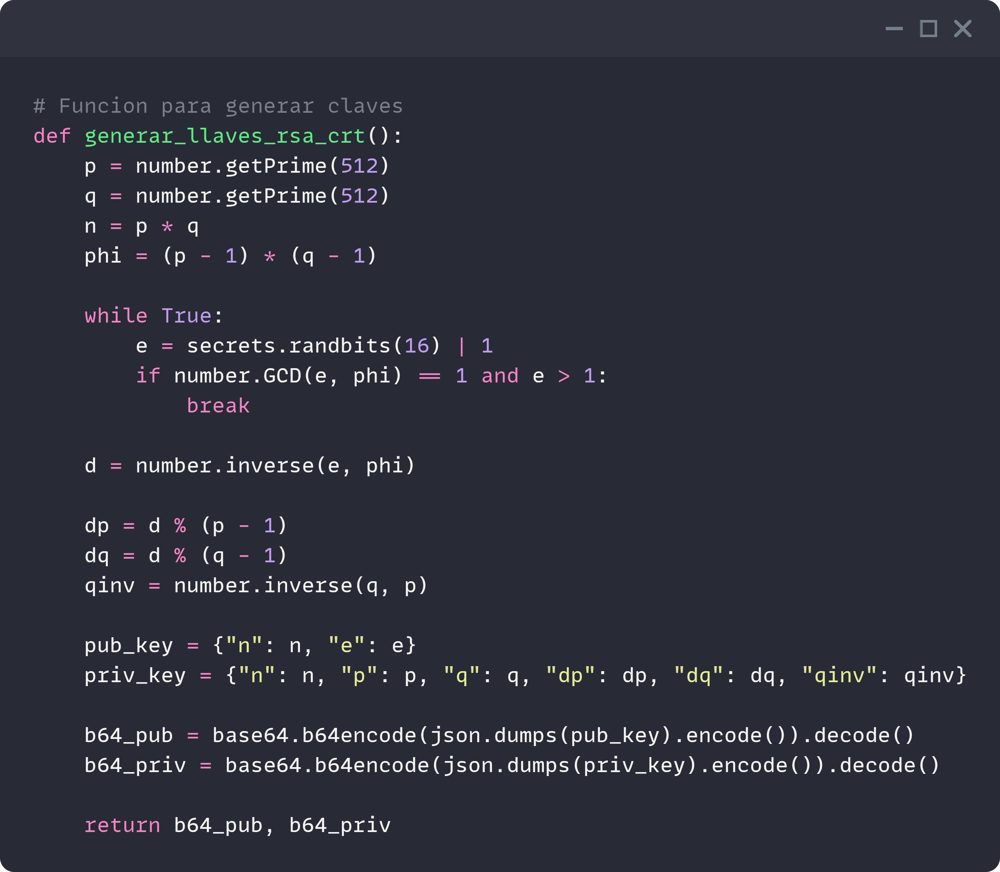 # Funcion para generar claves
def generar_llaves_rsa_crt():
    p = number.getPrime(512)
    q = number.getPrime(512)
    n = p * q
    phi = (p - 1) * (q - 1)

    while True:
        e = secrets.randbits(16) | 1
        if number.GCD(e, phi) == 1 and e > 1:
            break

    d = number.inverse(e, phi)

    dp = d % (p - 1)
    dq = d % (q - 1)
    qinv = number.inverse(q, p)

    pub_key = {"n": n, "e": e}
    priv_key = {"n": n, "p": p, "q": q, "dp": dp, "dq": dq, "qinv": qinv}

    b64_pub = base64.b64encode(json.dumps(pub_key).encode()).decode()
    b64_priv = base64.b64encode(json.dumps(priv_key).encode()).decode()

    return b64_pub, b64_priv